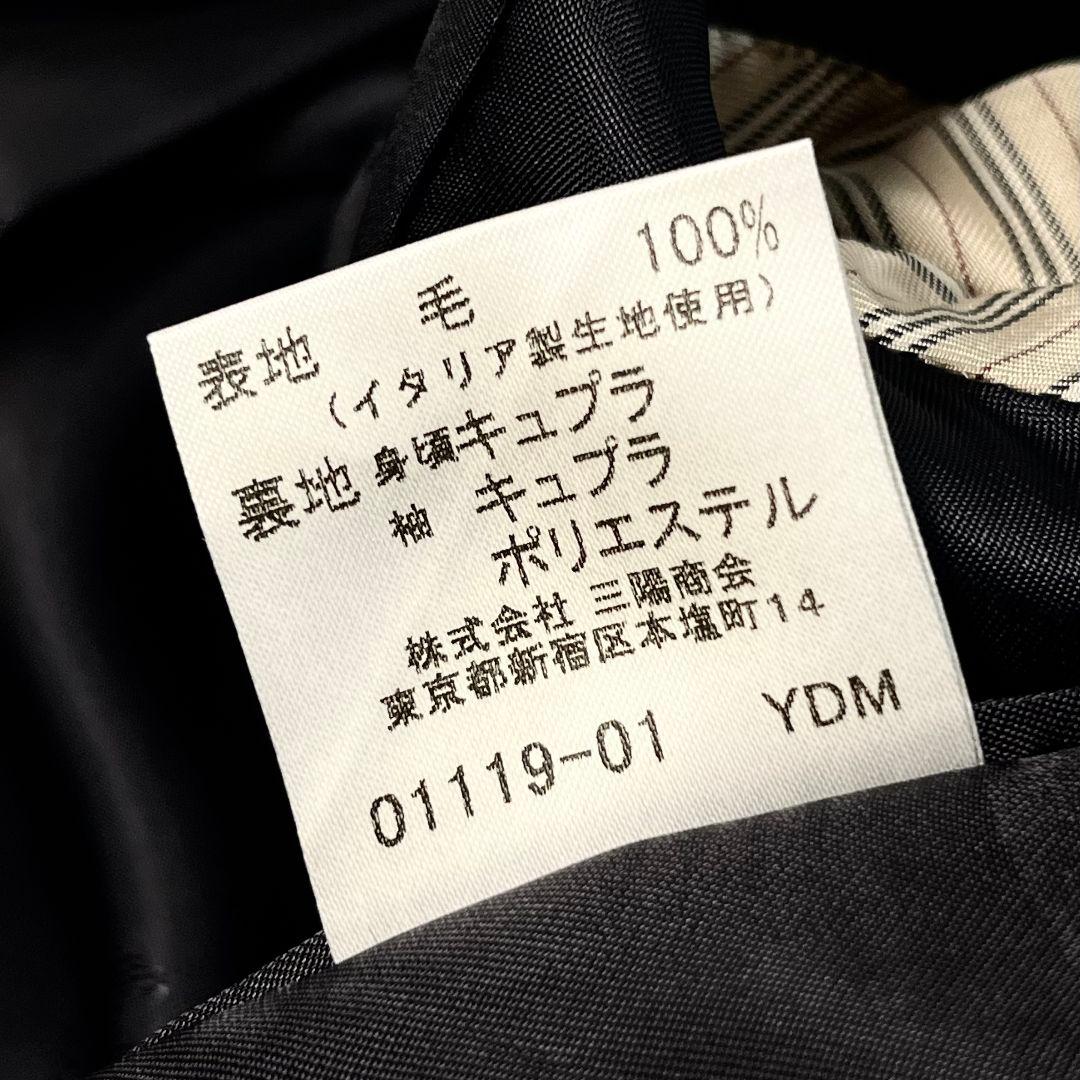 表地 毛 100%
(イタリア製生地使用)
裏地 身頃 キュプラ
袖 キュプラ
ポリエステル
株式会社 三陽商会
東京都新宿区本塩町14
01119-01 YDM